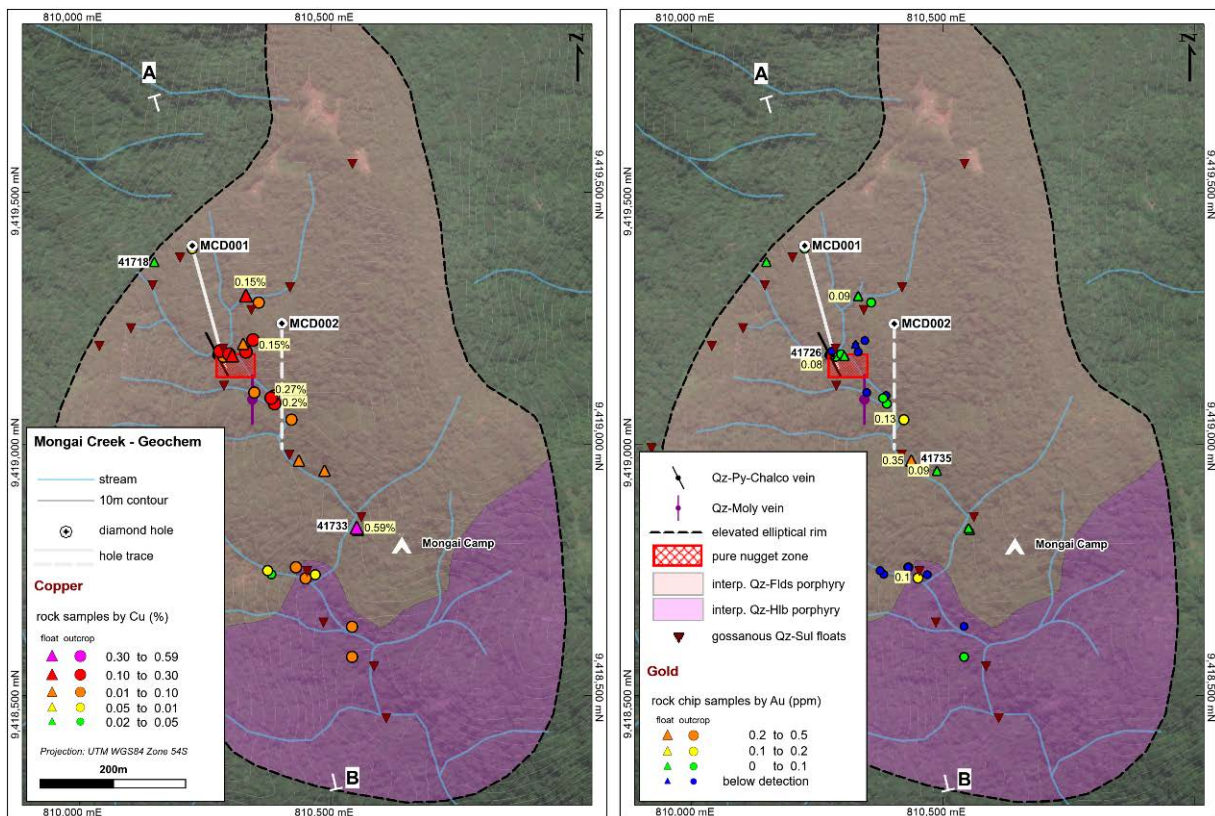 810,000 mE
810,500 mE
A
N
9,419,500 mN
MCD001
41718
0.15%
MCD002
0.15%
0.27%
0.2%
9,419,000 mN
41733
0.59%
Mongai Camp
9,418,500 mN
B
810,000 mE
810,500 mE
Mongai Creek - Geochem
stream
10m contour
diamond hole
hole trace
Copper
rock samples by Cu (%)
float outcrop
0.30 to 0.59
0.10 to 0.30
0.01 to 0.10
0.05 to 0.01
0.02 to 0.05
Projection: UTM WGS84 Zone 54S
200m
810,000 mE
810,500 mE
A
N
9,419,500 mN
9,419,500 mN
MCD001
0.09
MCD002
41726
0.08
0.13
9,419,000 mN
9,419,000 mN
0.35
41735
0.09
Mongai Camp
0.1
9,418,500 mN
9,418,500 mN
B
810,000 mE
810,500 mE
Qz-Py-Chalco vein
Qz-Moly vein
elevated elliptical rim
pure nugget zone
interp. Qz-Flds porphyry
interp. Qz-Hlb porphyry
gossanous Qz-Sul floats
Gold
rock chip samples by Au (ppm)
float outcrop
0.2 to 0.5
0.1 to 0.2
0 to 0.1
below detection